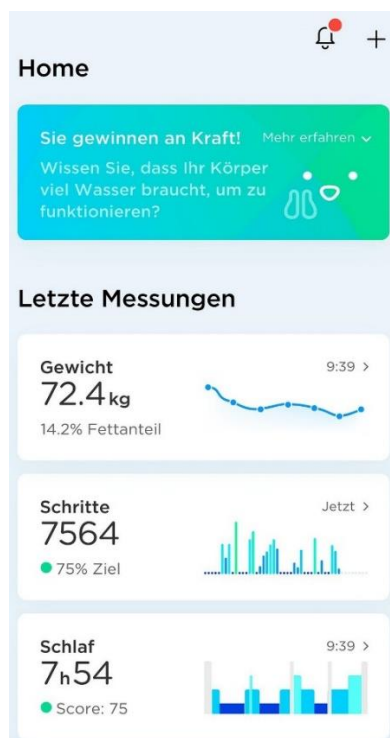 Home
Sie gewinnen an Kraft! Mehr erfahren
Wissen Sie, dass Ihr Körper
viel Wasser braucht, um zu
funktionieren?
Letzte Messungen
Gewicht 9:39
72.4 kg
14.2% Fettanteil
Schritte Jetzt
7564
75% Ziel
Schlaf 9:39
7h54
Score: 75